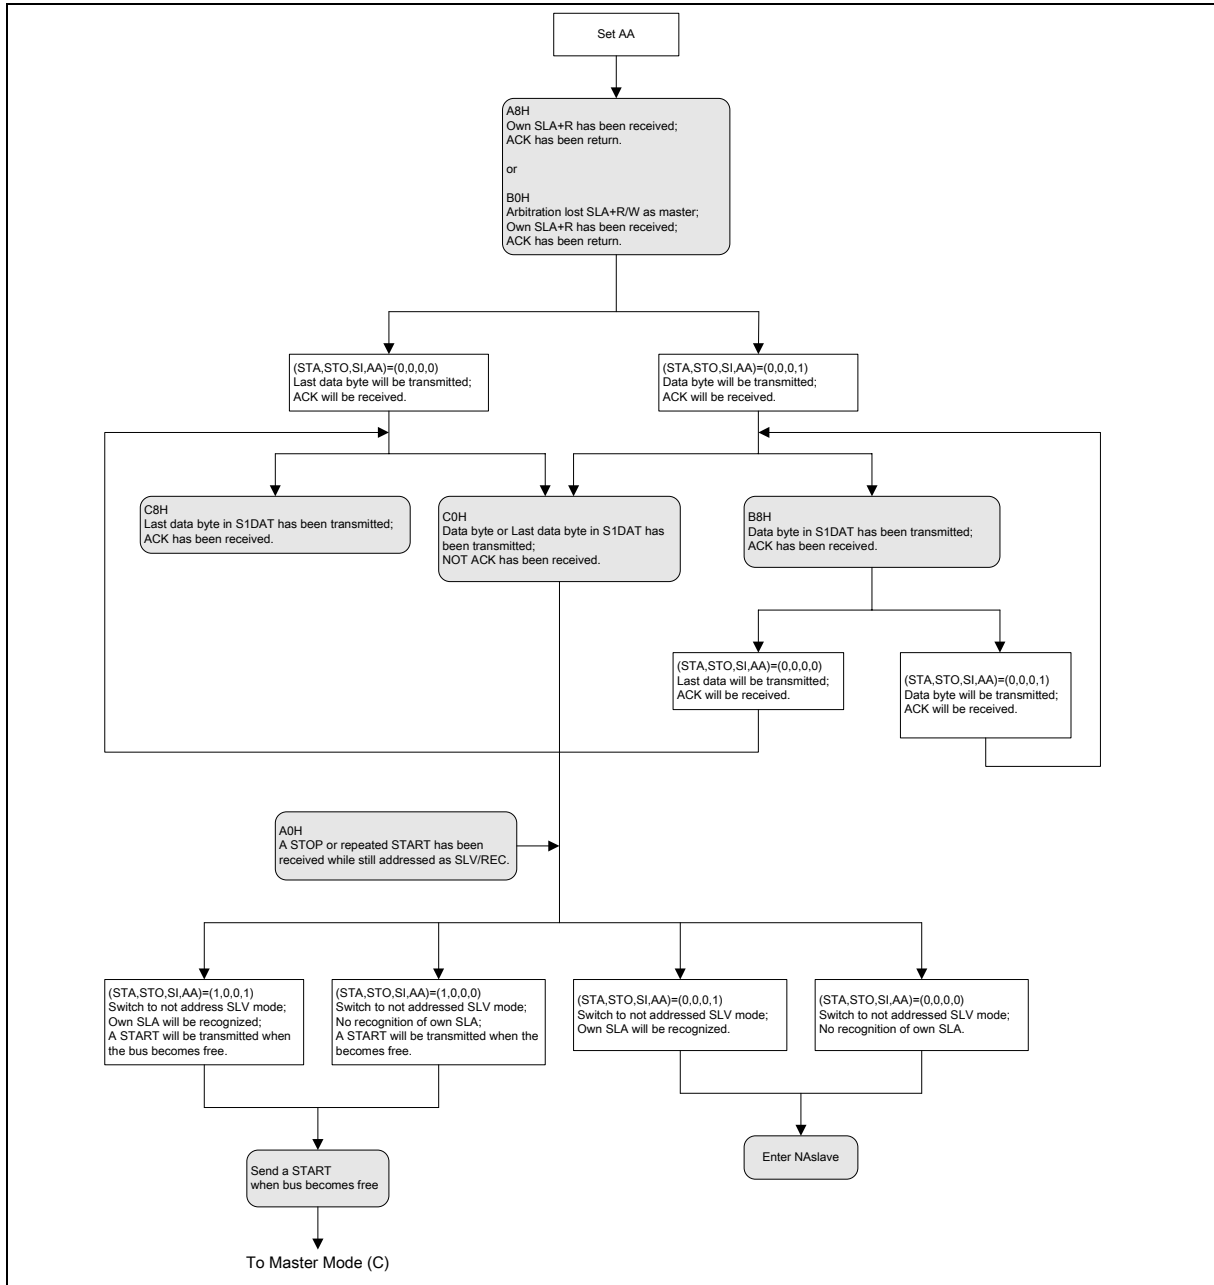 Set AA
A8H
Own SLA+R has been received;
ACK has been return.
or
B0H
Arbitration lost SLA+R/W as master;
Own SLA+R has been received;
ACK has been return.
(STA,STO,SI,AA)=(0,0,0,0)
Last data byte will be transmitted;
ACK will be received.
(STA,STO,SI,AA)=(0,0,0,1)
Data byte will be transmitted;
ACK will be received.
C8H
Last data byte in S1DAT has been transmitted;
ACK has been received.
C0H
Data byte or Last data byte in S1DAT has
been transmitted;
NOT ACK has been received.
B8H
Data byte in S1DAT has been transmitted;
ACK has been received.
(STA,STO,SI,AA)=(0,0,0,0)
Last data will be transmitted;
ACK will be received.
(STA,STO,SI,AA)=(0,0,0,1)
Data byte will be transmitted;
ACK will be received.
A0H
A STOP or repeated START has been
received while still addressed as SLV/REC.
(STA,STO,SI,AA)=(1,0,0,1)
Switch to not address SLV mode;
Own SLA will be recognized;
A START will be transmitted when
the bus becomes free.
(STA,STO,SI,AA)=(1,0,0,0)
Switch to not addressed SLV mode;
No recognition of own SLA;
A START will be transmitted when the
becomes free.
(STA,STO,SI,AA)=(0,0,0,1)
Switch to not addressed SLV mode;
Own SLA will be recognized.
(STA,STO,SI,AA)=(0,0,0,0)
Switch to not addressed SLV mode;
No recognition of own SLA.
Send a START
when bus becomes free
Enter NAslave
To Master Mode (C)